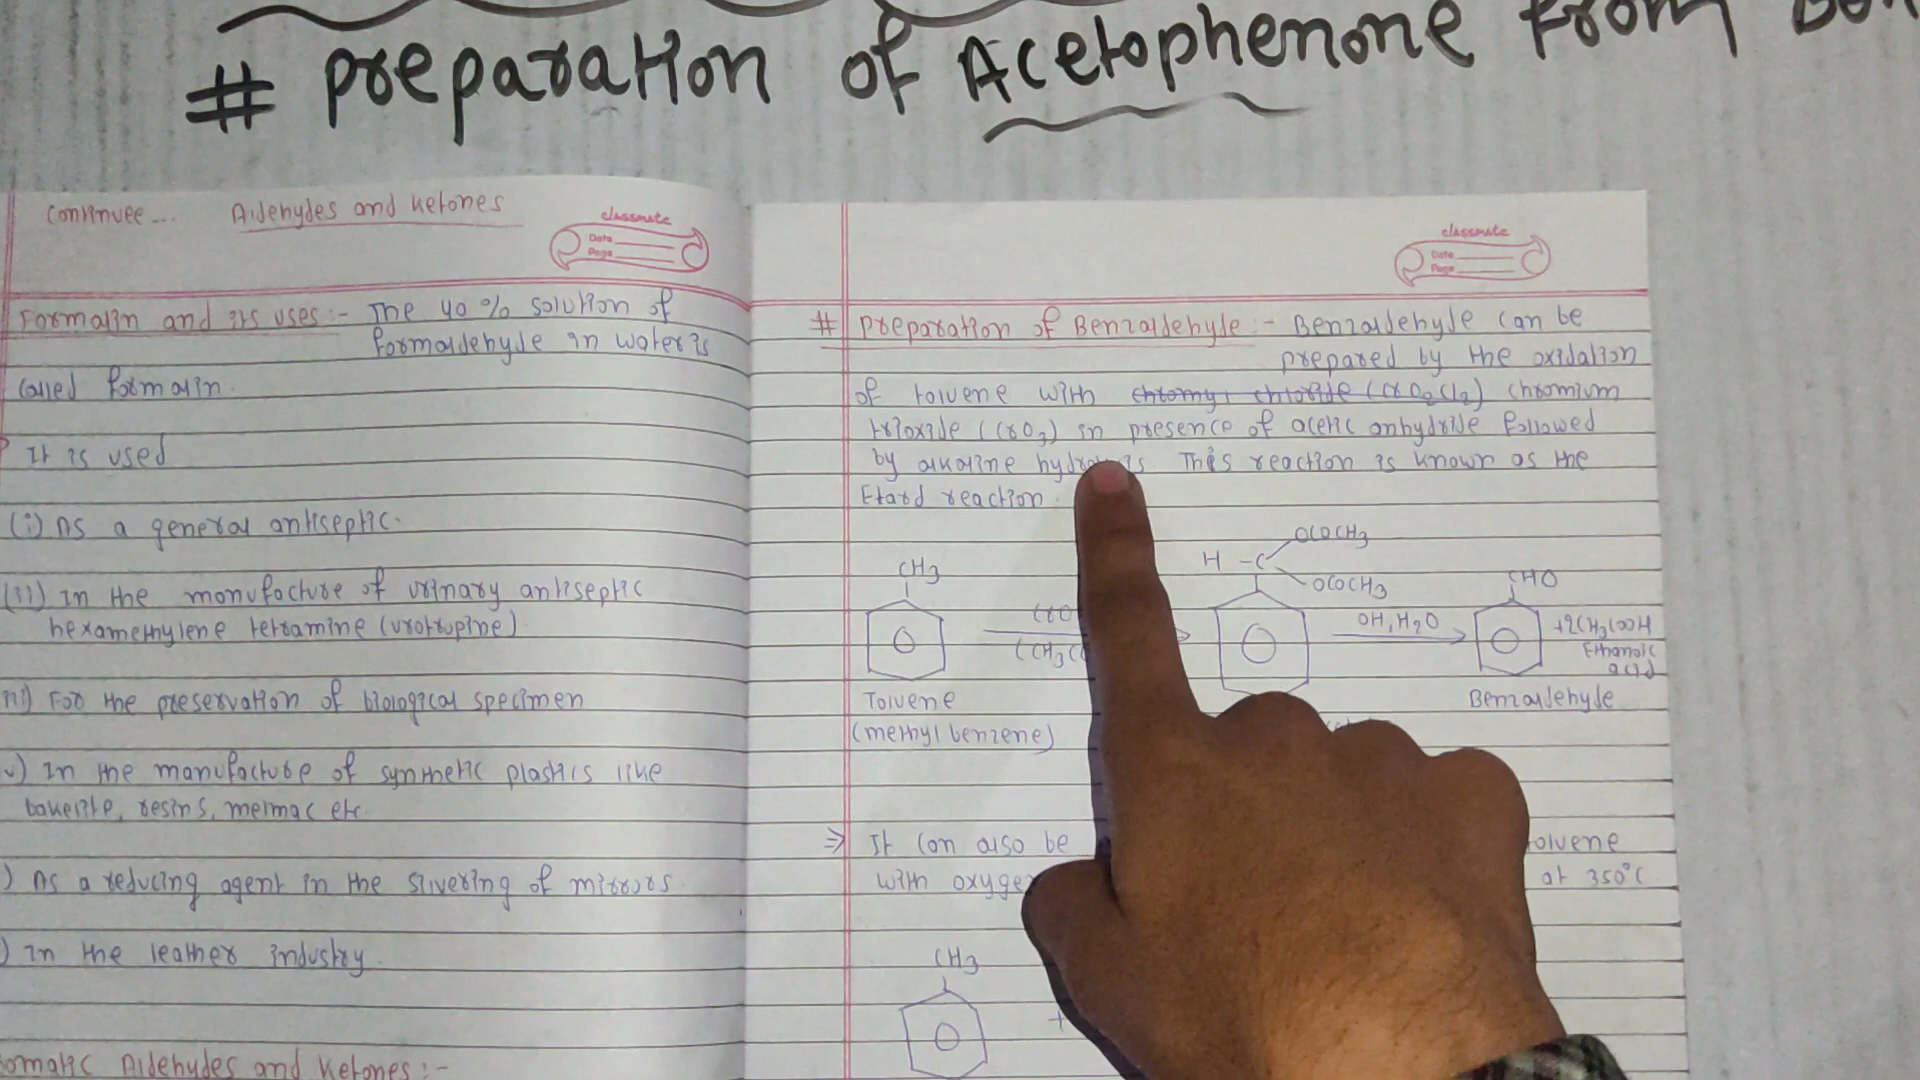 # Preparation of Acetophenone From
Continuee... Aldehydes and Ketones
classmate
Date
Page
Formalin and its uses :- The 40% solution of
formaldehyde in water is
called formalin.
It is used
(i) As a general antiseptic.
(ii) In the manufacture of urinary antiseptic
hexamethylene tetramine (urotropine)
For the preservation of biological specimen
In the manufacture of synthetic plastics like
bakelite, resins, melmac etc.
) As a reducing agent in the silvering of mirrors
) In the leather industry.
Aldehydes and Ketones :-
classmate
Date
Page
# Preparation of Benzaldehyde :- Benzaldehyde can be
prepared by the oxidation
of toluene with chromyl chloride (CrO2Cl2) chromium
trioxide (CrO3) in presence of acetic anhydride followed
by alkaline This reaction is known as the
Etard reaction.
CH3
H - C
OCOCH3
OCOCH3
CHO
OH, H2O
+2CH3COOH
Ethanoic
acid
Toluene
(methyl benzene)
Benzaldehyde
⇒ It can also be
with at 350°C
CH3
+